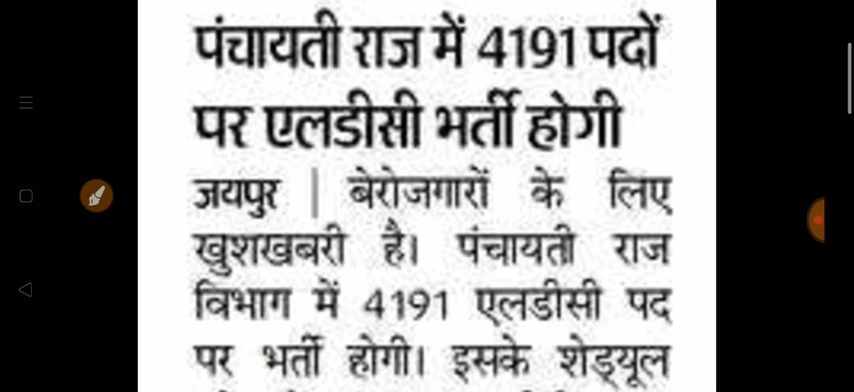 पंचायती राज में 4191 पदों
पर एलडीसी भर्ती होगी
जयपुर | बेरोजगारों के लिए
खुशखबरी है। पंचायती राज
विभाग में 4191 एलडीसी पद
पर भर्ती होगी। इसके शेड्यूल